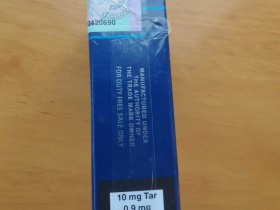 J420690
MANUFACTURED UNDER
THE AUTHORITY OF
THE TRADE MARK OWNER
FOR DUTY FREE SALE ONLY
10 mg Tar
0.9 mg